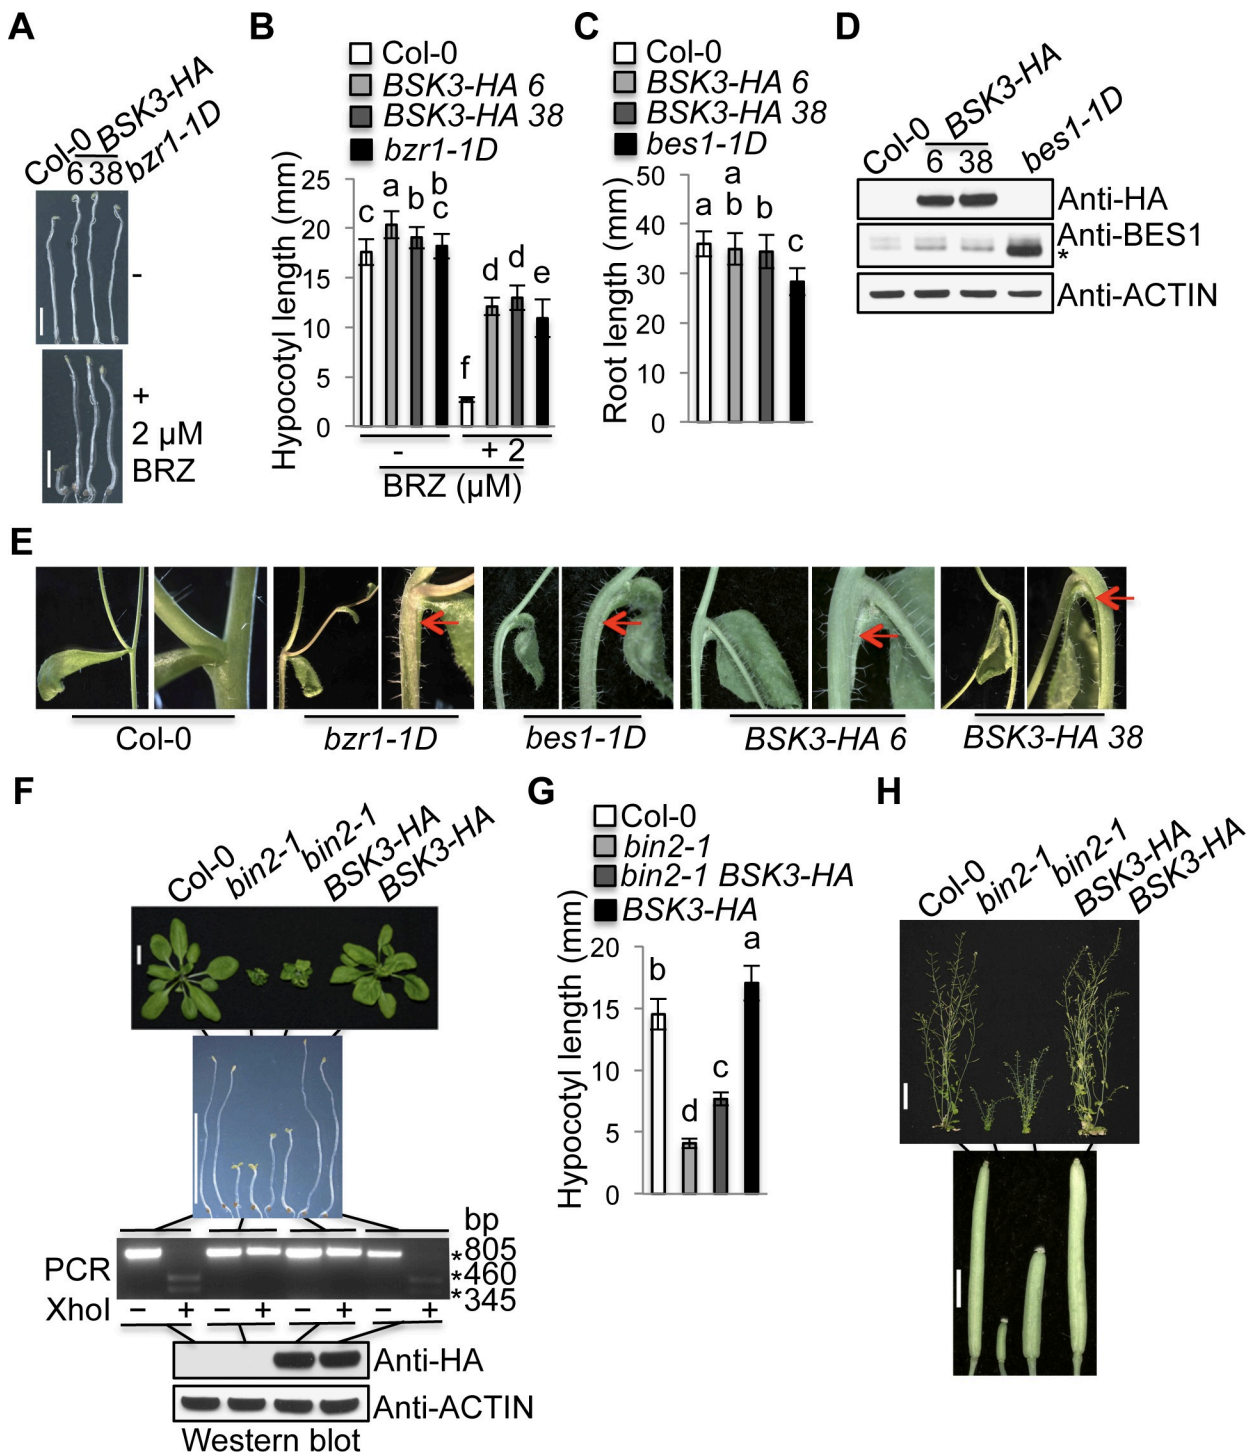 A
Col-0
6 38
BSK3-HA
bzr1-1D
-
+
2 µM
BRZ
B
Col-0
BSK3-HA 6
BSK3-HA 38
bzr1-1D
Hypocotyl length (mm)
25
20
15
10
5
0
c
a
b
b
c
f
d
d
e
- + 2
BRZ (µM)
C
Col-0
BSK3-HA 6
BSK3-HA 38
bes1-1D
Root length (mm)
50
40
30
20
10
0
a
a
b
b
c
D
Col-0
BSK3-HA
6 38
bes1-1D
Anti-HA
Anti-BES1
*
Anti-ACTIN
E
Col-0
bzr1-1D
bes1-1D
BSK3-HA 6
BSK3-HA 38
F
Col-0
bin2-1
bin2-1
BSK3-HA
BSK3-HA
bp
*805
*460
*345
PCR
XhoI - + - + - + - +
Anti-HA
Anti-ACTIN
Western blot
G
Col-0
bin2-1
bin2-1 BSK3-HA
BSK3-HA
Hypocotyl length (mm)
20
15
10
5
0
b
d
c
a
H
Col-0
bin2-1
bin2-1
BSK3-HA
BSK3-HA